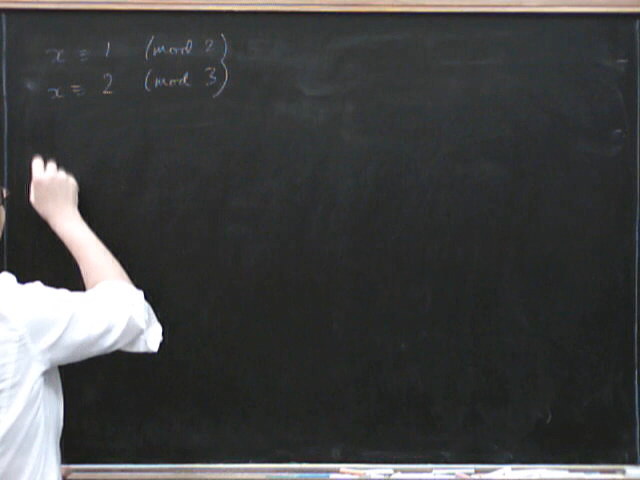 x ≡ 1 (mod 2)
x ≡ 2 (mod 3)